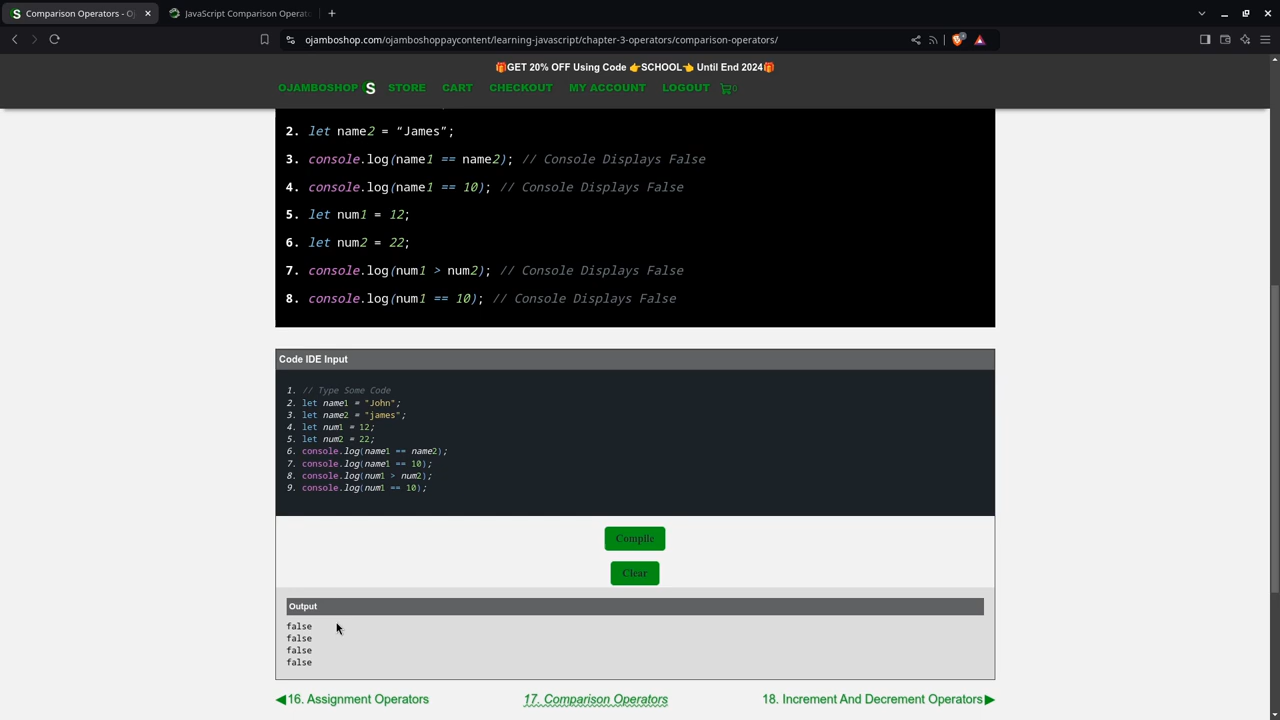 Comparison Operators - O
JavaScript Comparison Operato
ojamboshop.com/ojamboshoppaycontent/learning-javascript/chapter-3-operators/comparison-operators/
🎁GET 20% OFF Using Code 👉SCHOOL👈 Until End 2024🎁
OJAMBOSHOP S STORE CART CHECKOUT MY ACCOUNT LOGOUT 0
2. let name2 = “James”;
3. console.log(name1 == name2); // Console Displays False
4. console.log(name1 == 10); // Console Displays False
5. let num1 = 12;
6. let num2 = 22;
7. console.log(num1 > num2); // Console Displays False
8. console.log(num1 == 10); // Console Displays False
Code IDE Input
1. // Type Some Code
2. let name1 = "John";
3. let name2 = "james";
4. let num1 = 12;
5. let num2 = 22;
6. console.log(name1 == name2);
7. console.log(name1 == 10);
8. console.log(num1 > num2);
9. console.log(num1 == 10);
Compile
Clear
Output
false
false
false
false
◀16. Assignment Operators 17. Comparison Operators 18. Increment And Decrement Operators▶